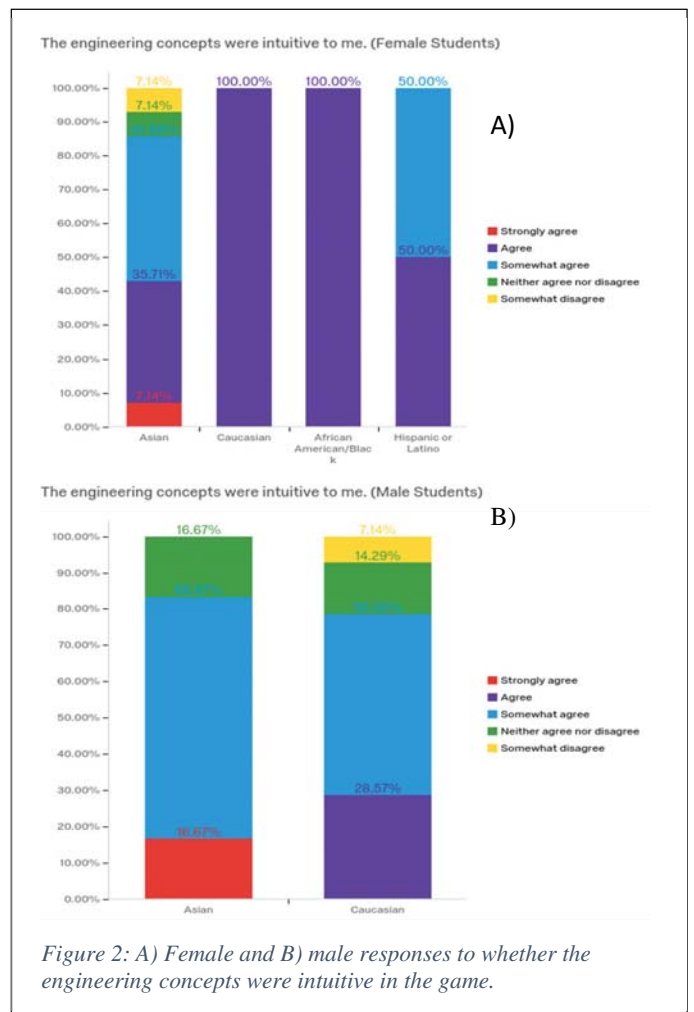 The engineering concepts were intuitive to me. (Female Students)
7.14% 100.00% 100.00% 50.00%
100.00%
7.14%
90.00%
A)
80.00%
70.00%
Strongly agree
60.00%
Agree
50.00%
50.00%
Somewhat agree
35.71%
Neither agree nor disagree
40.00%
Somewhat disagree
30.00%
20.00%
10.00%
7.14%
0.00%
Asian Caucasian African Hispanic or
American/Blac Latino
k
The engineering concepts were intuitive to me. (Male Students)
B)
16.67% 7.14%
100.00%
14.29%
90.00%
80.00%
70.00%
Strongly agree
60.00%
Agree
50.00%
Somewhat agree
40.00%
Neither agree nor disagree
Somewhat disagree
30.00%
28.57%
20.00%
16.67%
10.00%
0.00%
Asian Caucasian
Figure 2: A) Female and B) male responses to whether the
engineering concepts were intuitive in the game.